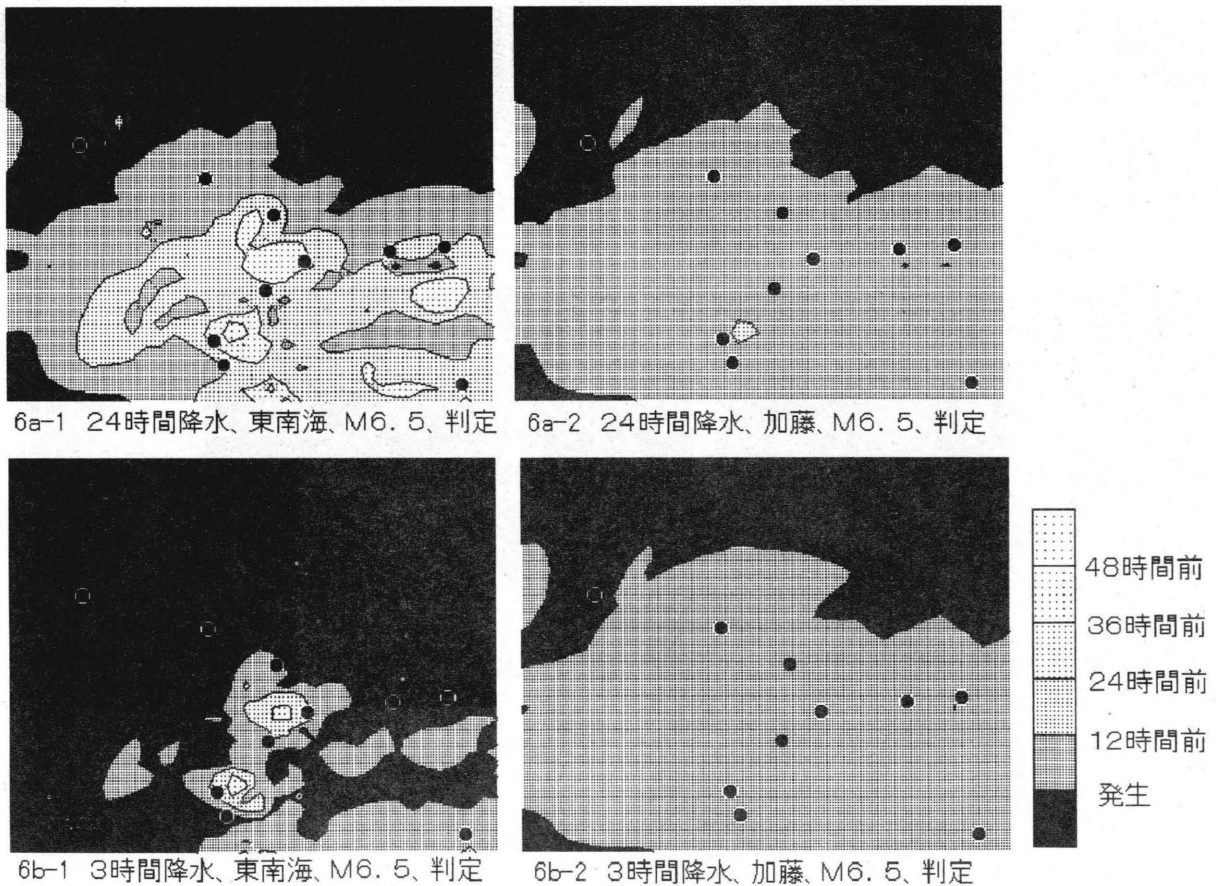 6a-1 24時間降水、東南海、M6.5、判定
6a-2 24時間降水、加藤、M6.5、判定
48時間前
36時間前
24時間前
12時間前
発生
6b-1 3時間降水、東南海、M6.5、判定
6b-2 3時間降水、加藤、M6.5、判定